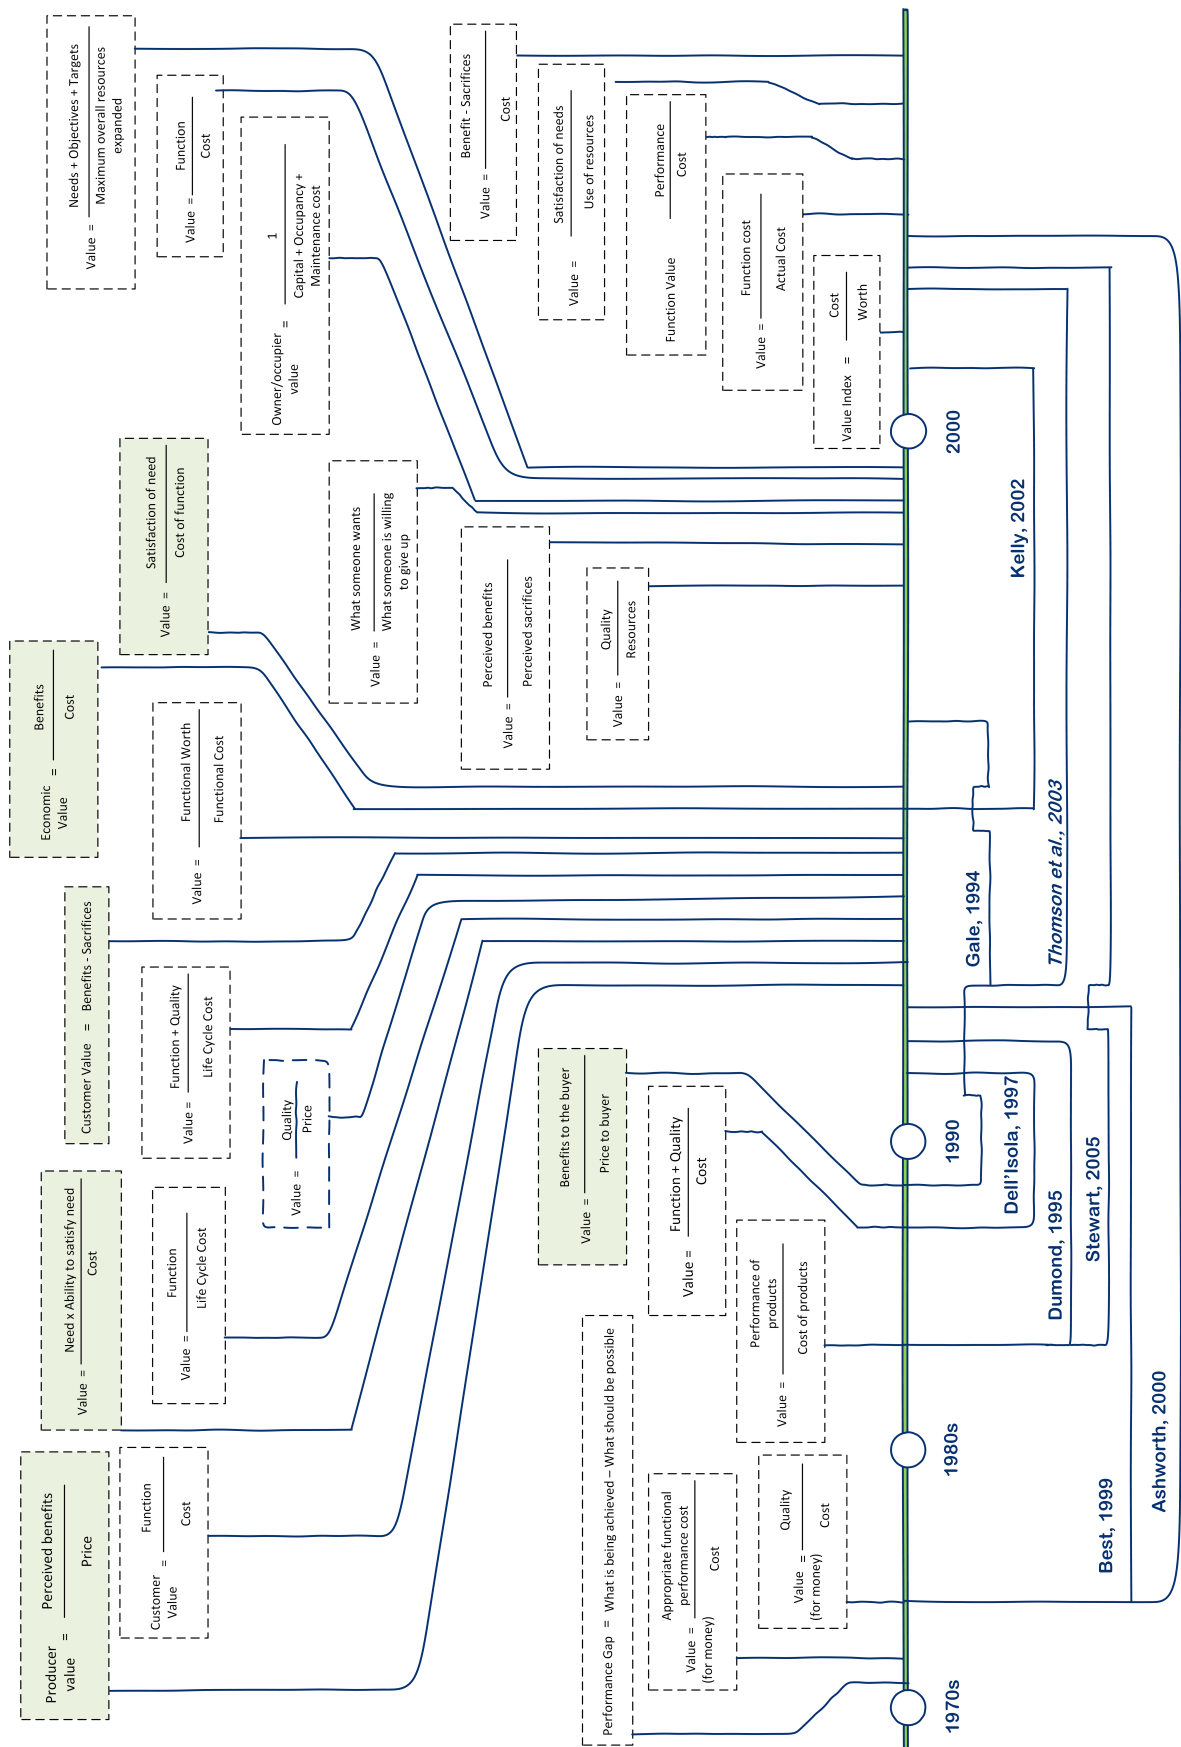 Value =
Needs + Objectives + Targets
Maximum overall resources
expanded
Value =
Function
Cost
Owner/occupier
value
=
1
Capital + Occupancy +
Maintenance cost
Value =
Benefit - Sacrifices
Cost
Value =
Satisfaction of needs
Use of resources
Function Value
Performance
Cost
Value =
Function cost
Actual Cost
Value Index =
Cost
Worth
Value =
Satisfaction of need
Cost of function
Value =
What someone wants
What someone is willing
to give up
Value =
Perceived benefits
Perceived sacrifices
Value =
Quality
Resources
Economic
Value
=
Benefits
Cost
Value =
Functional Worth
Functional Cost
Customer Value = Benefits - Sacrifices
Value =
Function + Quality
Life Cycle Cost
Value =
Quality
Price
Value =
Need x Ability to satisfy need
Cost
Value =
Function
Life Cycle Cost
Value =
Benefits to the buyer
Price to buyer
Value =
Function + Quality
Cost
Value =
Performance of
products
Cost of products
Producer
value
=
Perceived benefits
Price
Customer
Value
=
Function
Cost
Performance Gap = What is being achieved – What should be possible
Value =
(for money)
Appropriate functional
performance cost
Cost
Value =
(for money)
Quality
Cost
1970s
1980s
1990
2000
Kelly, 2002
Gale, 1994
Thomson et al., 2003
Dell'Isola, 1997
Dumond, 1995
Stewart, 2005
Best, 1999
Ashworth, 2000